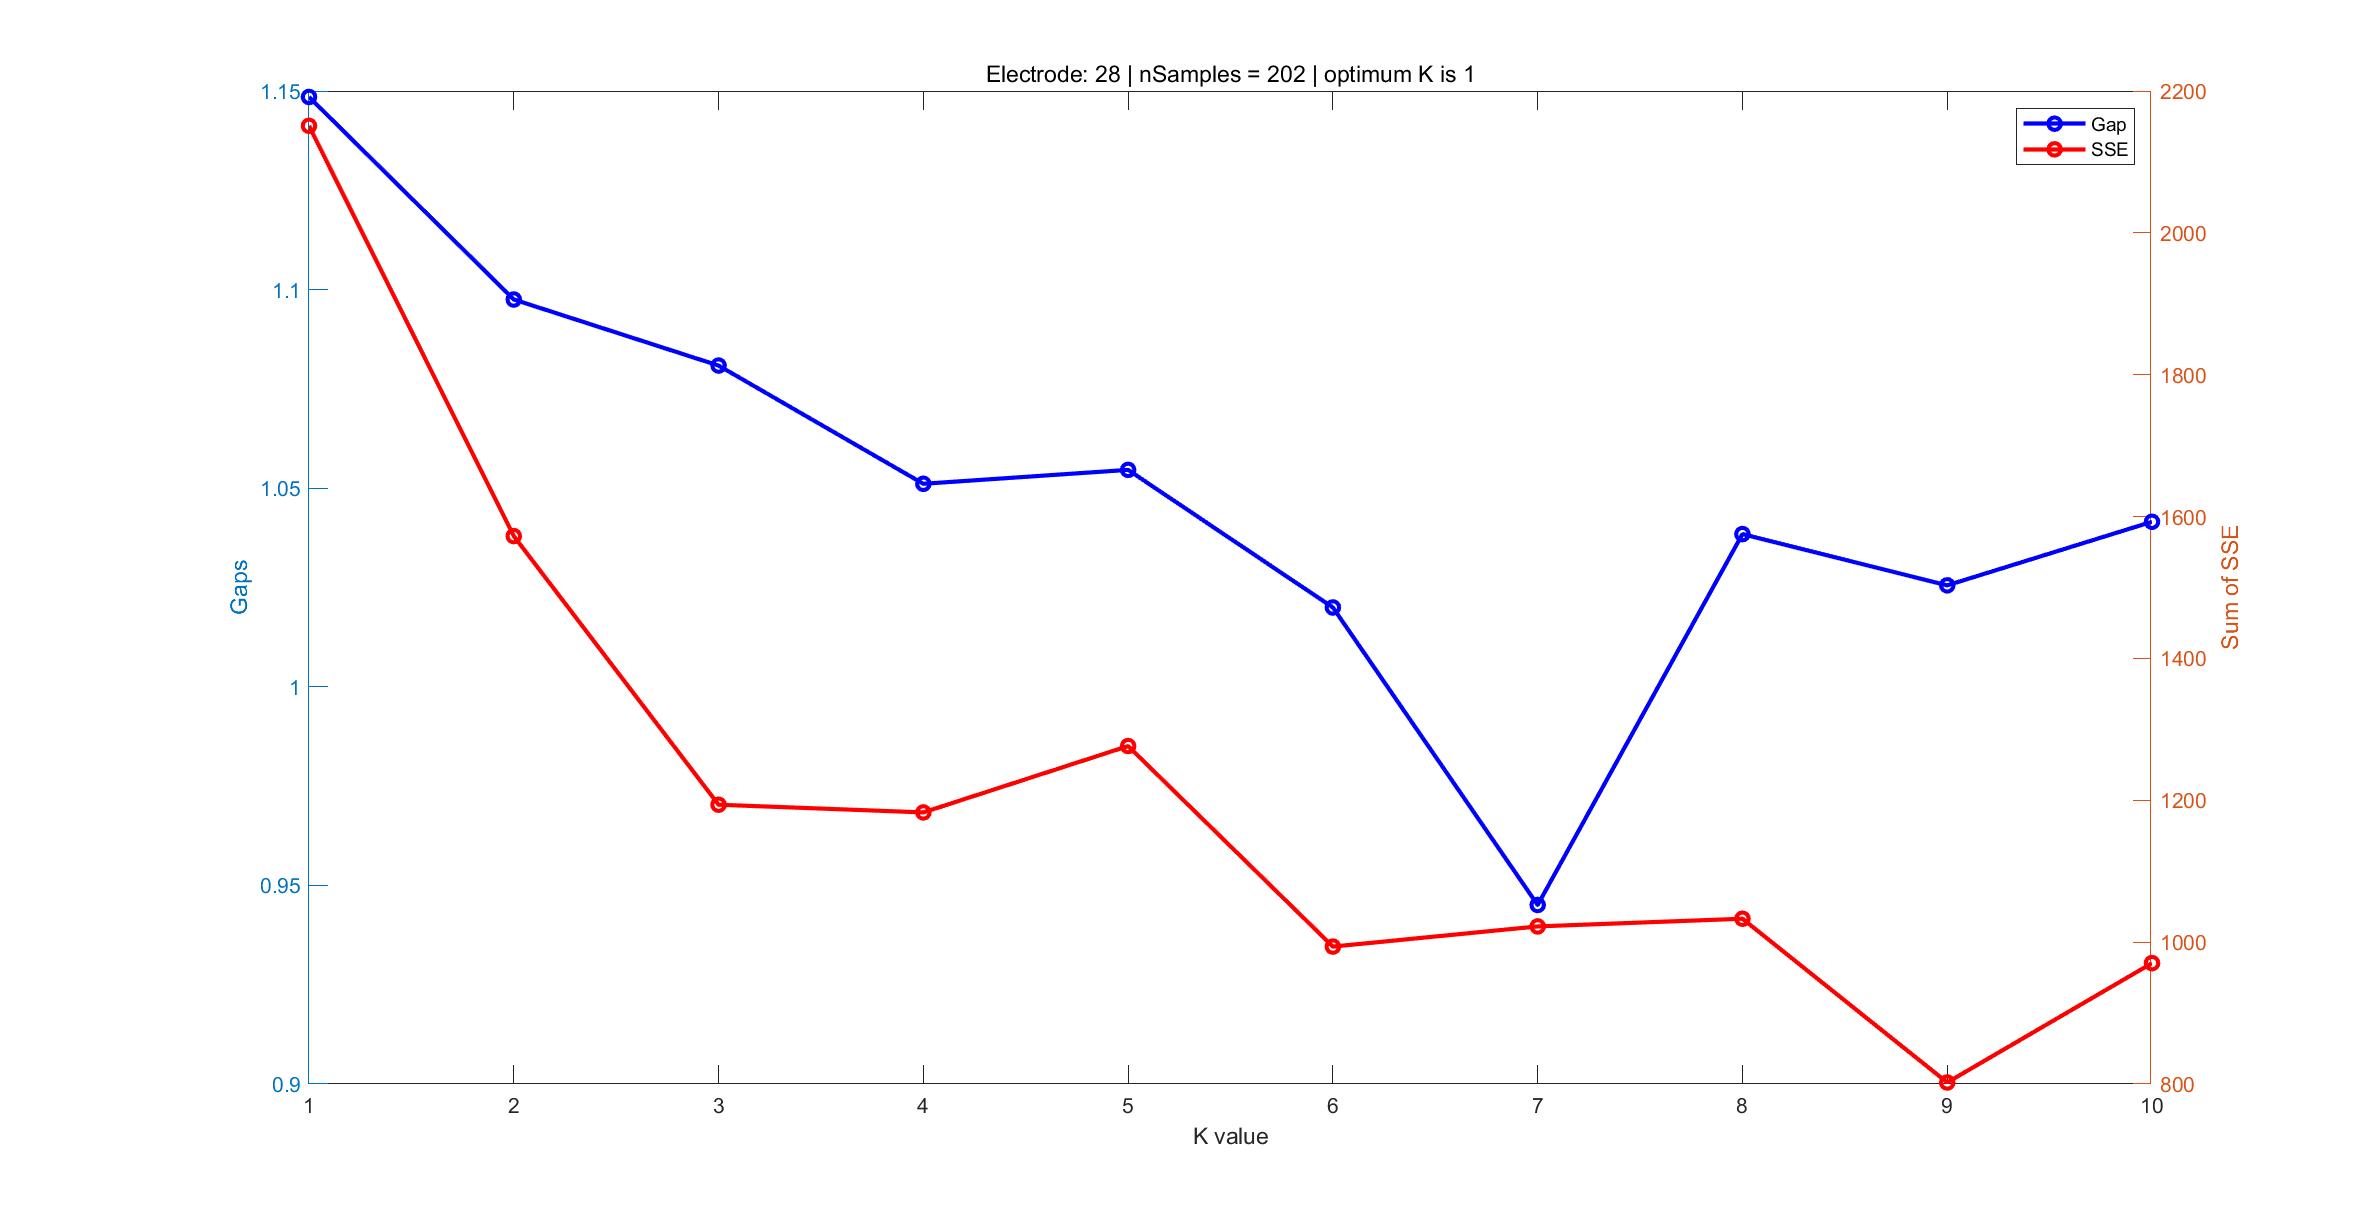 Electrode: 28 | nSamples = 202 | optimum K is 1
1.15
1.1
1.05
1
0.95
0.9
Gaps
2200
2000
1800
1600
1400
1200
1000
800
Sum of SSE
Gap
SSE
1 2 3 4 5 6 7 8 9 10
K value